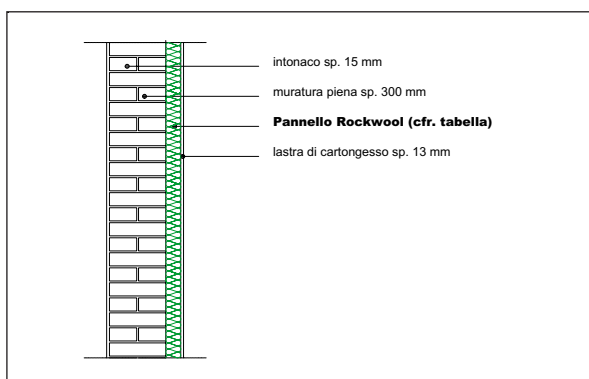 intonaco sp. 15 mm
muratura piena sp. 300 mm
Pannello Rockwool (cfr. tabella)
lastra di cartongesso sp. 13 mm